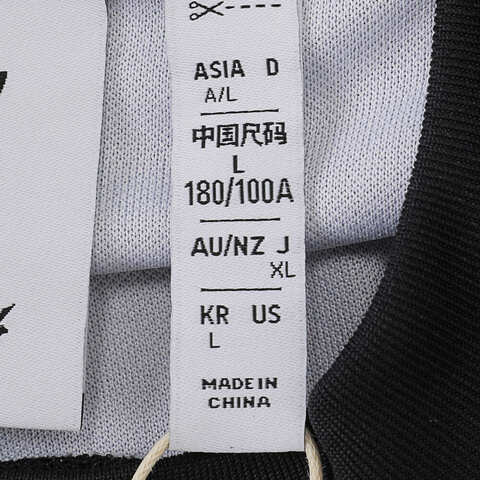 ASIA D
A/L
中国尺码
L
180/100A
AU/NZ J
XL
KR US
L
MADE IN
CHINA